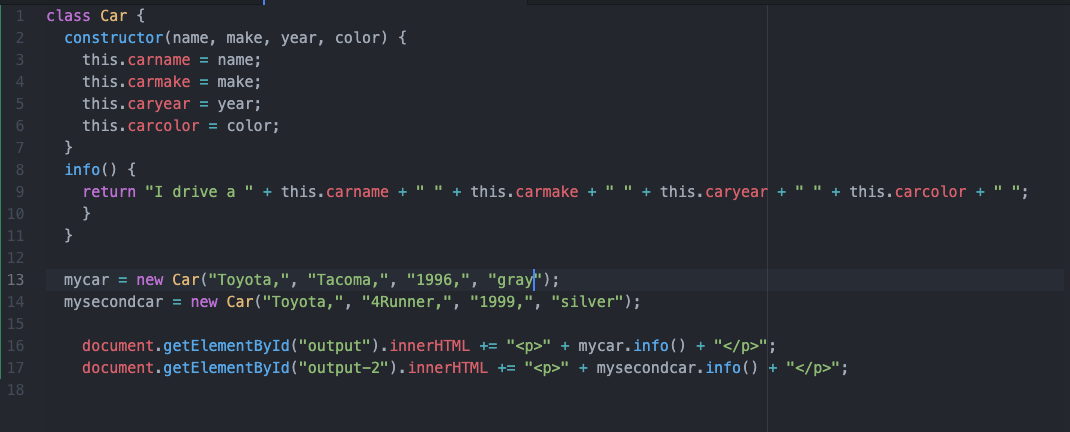 1 class Car {
2 constructor(name, make, year, color) {
3 this.carname = name;
4 this.carmake = make;
5 this.caryear = year;
6 this.carcolor = color;
7 }
8 info() {
9 return "I drive a " + this.carname + " " + this.carmake + " " + this.caryear + " " + this.carcolor + " ";
10 }
11 }
12
13 mycar = new Car("Toyota,", "Tacoma,", "1996,", "gray");
14 mysecondcar = new Car("Toyota,", "4Runner,", "1999,", "silver");
15
16 document.getElementById("output").innerHTML += "<p>" + mycar.info() + "</p>";
17 document.getElementById("output-2").innerHTML += "<p>" + mysecondcar.info() + "</p>";
18